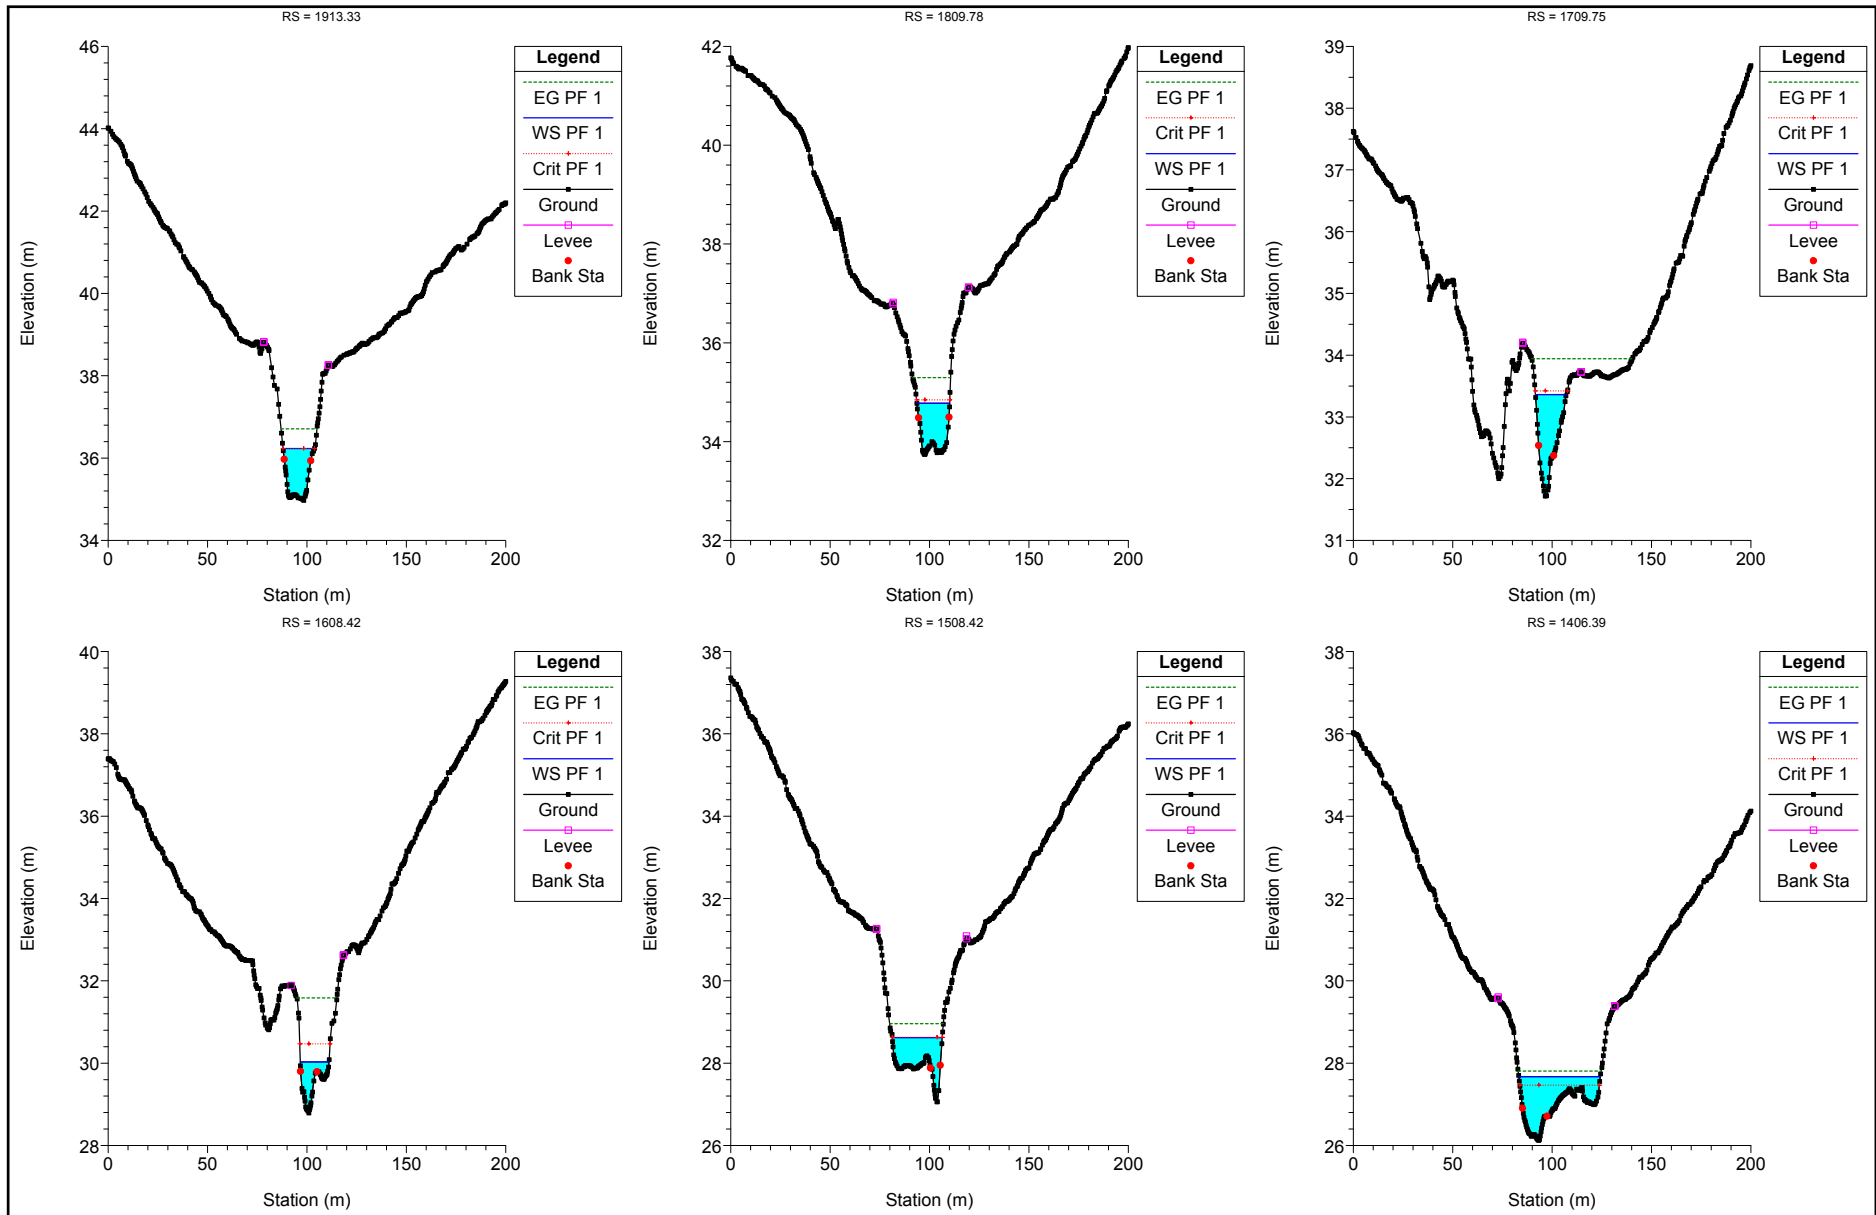 RS = 1913.33
46
44
42
40
38
36
34
0
50
100
150
200
Elevation (m)
Station (m)
Legend
EG PF 1
WS PF 1
Crit PF 1
Ground
Levee
Bank Sta
RS = 1809.78
42
40
38
36
34
32
0
50
100
150
200
Elevation (m)
Station (m)
Legend
EG PF 1
Crit PF 1
WS PF 1
Ground
Levee
Bank Sta
RS = 1709.75
39
38
37
36
35
34
33
32
31
0
50
100
150
200
Elevation (m)
Station (m)
Legend
EG PF 1
Crit PF 1
WS PF 1
Ground
Levee
Bank Sta
RS = 1608.42
40
38
36
34
32
30
28
0
50
100
150
200
Elevation (m)
Station (m)
Legend
EG PF 1
Crit PF 1
WS PF 1
Ground
Levee
Bank Sta
RS = 1508.42
38
36
34
32
30
28
26
0
50
100
150
200
Elevation (m)
Station (m)
Legend
EG PF 1
Crit PF 1
WS PF 1
Ground
Levee
Bank Sta
RS = 1406.39
38
36
34
32
30
28
26
0
50
100
150
200
Elevation (m)
Station (m)
Legend
EG PF 1
WS PF 1
Crit PF 1
Ground
Levee
Bank Sta